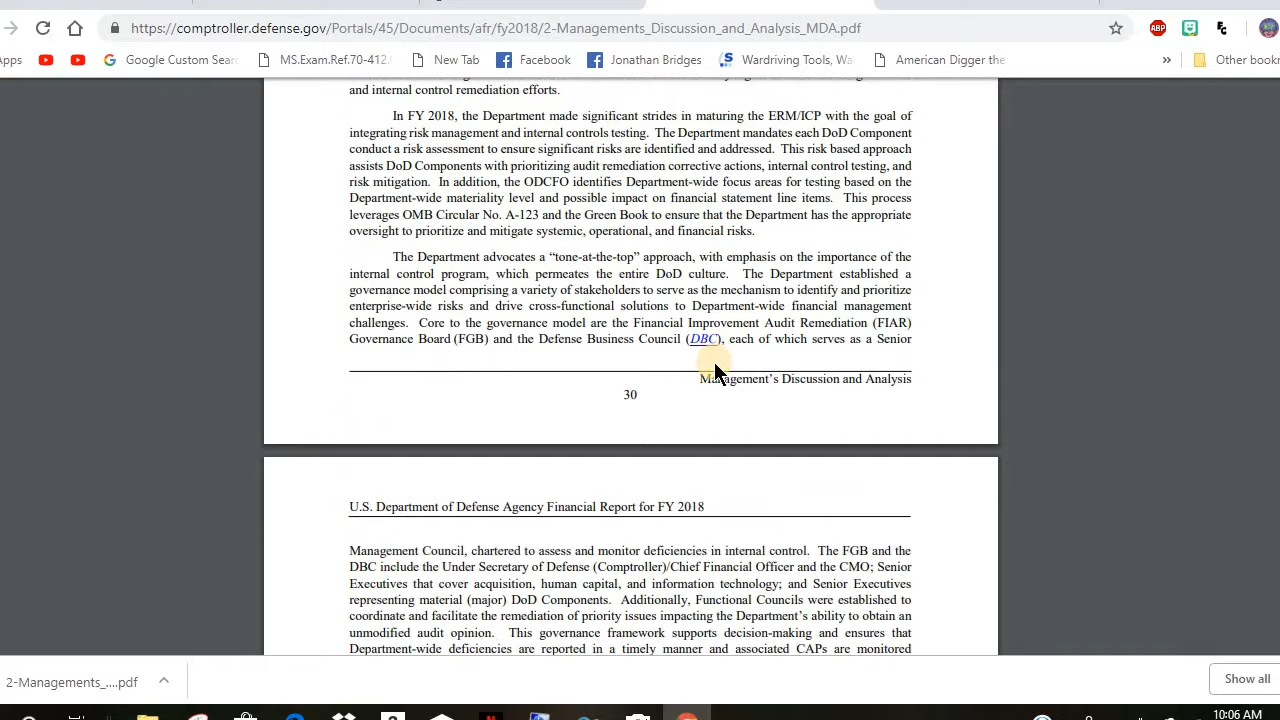 https://comptroller.defense.gov/Portals/45/Documents/afr/fy2018/2-Managements_Discussion_and_Analysis_MDA.pdf
ABP
Apps Google Custom Sear MS.Exam.Ref.70-412. New Tab Facebook Jonathan Bridges Wardriving Tools, Wa American Digger the » Other bookm
and internal control remediation efforts.
In FY 2018, the Department made significant strides in maturing the ERM/ICP with the goal of
integrating risk management and internal controls testing. The Department mandates each DoD Component
conduct a risk assessment to ensure significant risks are identified and addressed. This risk based approach
assists DoD Components with prioritizing audit remediation corrective actions, internal control testing, and
risk mitigation. In addition, the ODCFO identifies Department-wide focus areas for testing based on the
Department-wide materiality level and possible impact on financial statement line items. This process
leverages OMB Circular No. A-123 and the Green Book to ensure that the Department has the appropriate
oversight to prioritize and mitigate systemic, operational, and financial risks.
The Department advocates a “tone-at-the-top” approach, with emphasis on the importance of the
internal control program, which permeates the entire DoD culture. The Department established a
governance model comprising a variety of stakeholders to serve as the mechanism to identify and prioritize
enterprise-wide risks and drive cross-functional solutions to Department-wide financial management
challenges. Core to the governance model are the Financial Improvement Audit Remediation (FIAR)
Governance Board (FGB) and the Defense Business Council (DBC), each of which serves as a Senior
Management’s Discussion and Analysis
30
U.S. Department of Defense Agency Financial Report for FY 2018
Management Council, chartered to assess and monitor deficiencies in internal control. The FGB and the
DBC include the Under Secretary of Defense (Comptroller)/Chief Financial Officer and the CMO; Senior
Executives that cover acquisition, human capital, and information technology; and Senior Executives
representing material (major) DoD Components. Additionally, Functional Councils were established to
coordinate and facilitate the remediation of priority issues impacting the Department’s ability to obtain an
unmodified audit opinion. This governance framework supports decision-making and ensures that
Department-wide deficiencies are reported in a timely manner and associated CAPs are monitored
2-Managements_....pdf
Show all
10:06 AM